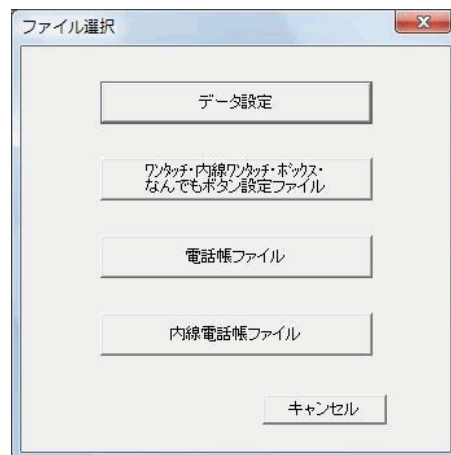 ファイル選択
データ設定
ワンタッチ・内線ワンタッチ・ボックス・
なんでもボタン設定ファイル
電話帳ファイル
内線電話帳ファイル
キャンセル